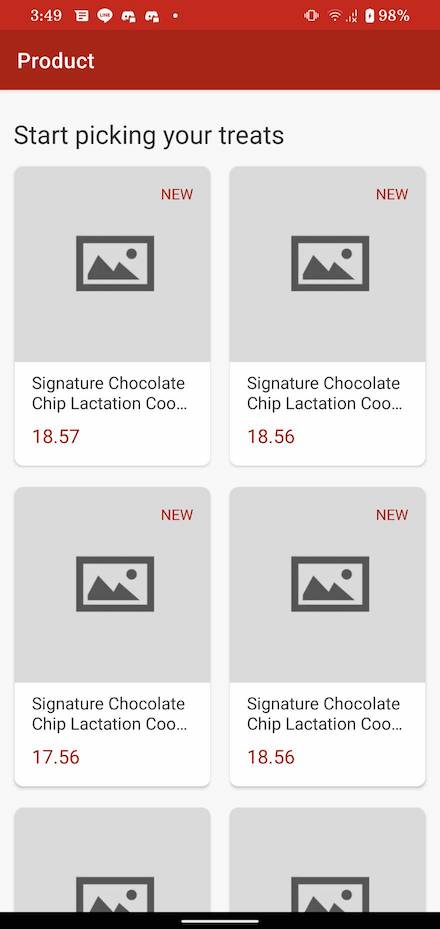 3:49
LINE
98%
Product
Start picking your treats
NEW
NEW
Signature Chocolate
Chip Lactation Coo...
18.57
Signature Chocolate
Chip Lactation Coo...
18.56
NEW
NEW
Signature Chocolate
Chip Lactation Coo...
17.56
Signature Chocolate
Chip Lactation Coo...
18.56